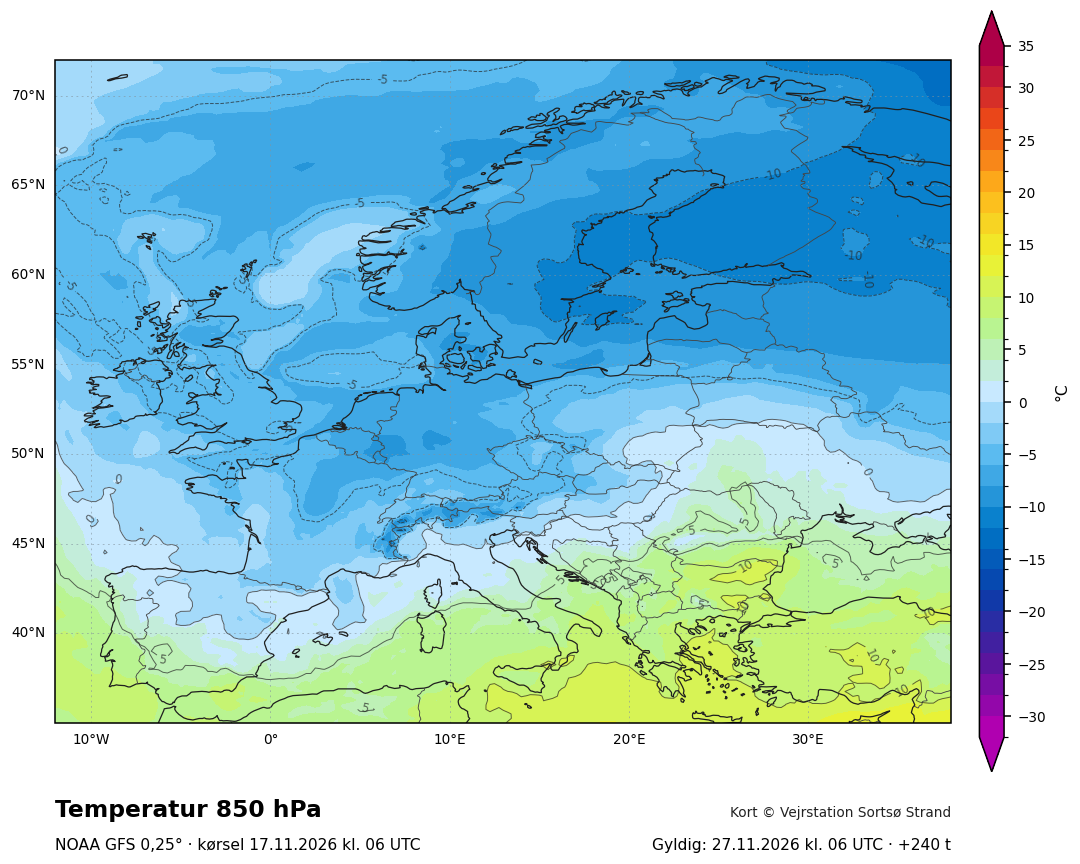 35
30
25
20
15
10
5
0
−5
−10
−15
−20
−25
−30
°C
70°N
65°N
60°N
55°N
50°N
45°N
40°N
10°W
0°
10°E
20°E
30°E
Temperatur 850 hPa
Kort © Vejrstation Sortsø Strand
NOAA GFS 0,25° · kørsel 17.11.2026 kl. 06 UTC
Gyldig: 27.11.2026 kl. 06 UTC · +240 t